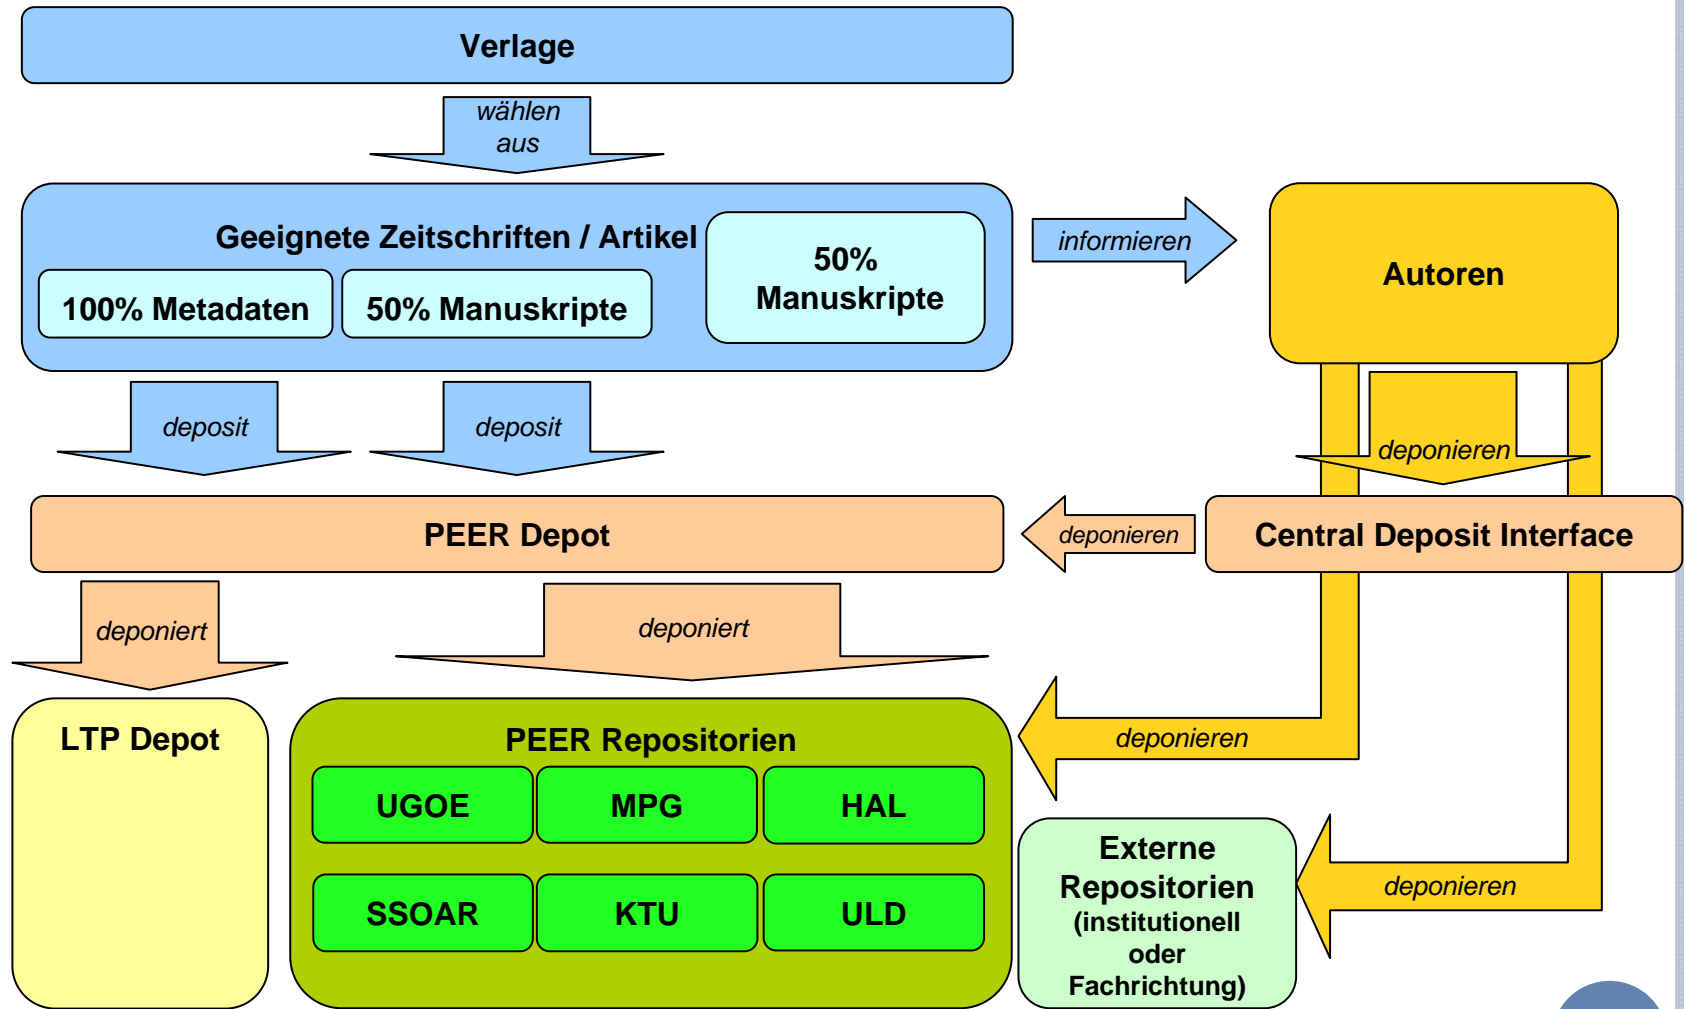 Verlage
wählen
aus
Geeignete Zeitschriften / Artikel
100% Metadaten
50% Manuskripte
50%
Manuskripte
informieren
Autoren
deposit
deposit
deponieren
PEER Depot
deponieren
Central Deposit Interface
deponiert
deponiert
LTP Depot
PEER Repositorien
deponieren
UGOE
MPG
HAL
SSOAR
KTU
ULD
Externe
Repositorien
(institutionell
oder
Fachrichtung)
deponieren